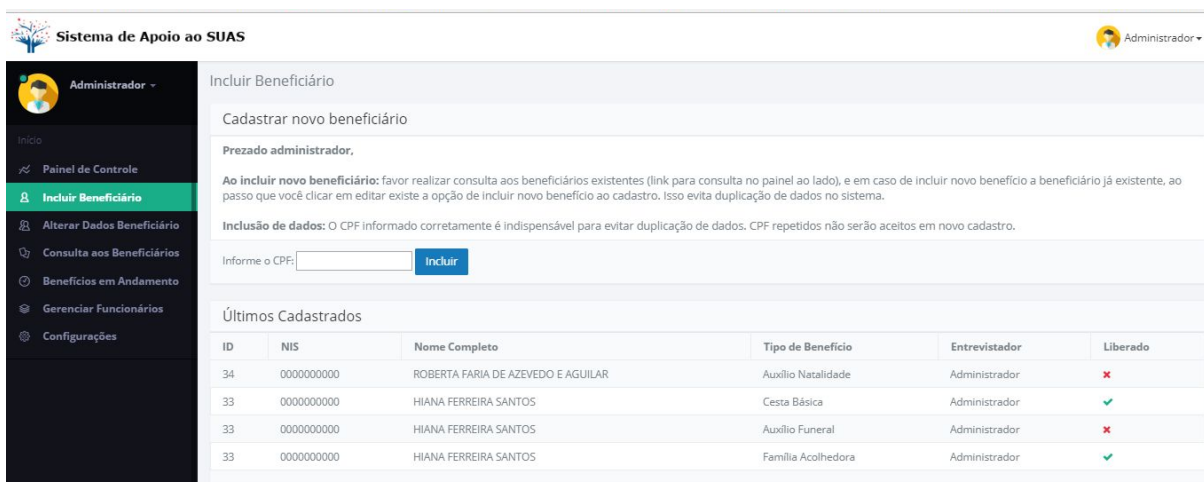 Sistema de Apoio ao SUAS
Administrador
Administrador
Início
Painel de Controle
Incluir Beneficiário
Alterar Dados Beneficiário
Consulta aos Beneficiários
Benefícios em Andamento
Gerenciar Funcionários
Configurações
Incluir Beneficiário
Cadastrar novo beneficiário
Prezado administrador,
Ao incluir novo beneficiário: favor realizar consulta aos beneficiários existentes (link para consulta no painel ao lado), e em caso de incluir novo benefício a beneficiário já existente, ao
passo que você clicar em editar existe a opção de incluir novo benefício ao cadastro. Isso evita duplicação de dados no sistema.
Inclusão de dados: O CPF informado corretamente é indispensável para evitar duplicação de dados. CPF repetidos não serão aceitos em novo cadastro.
Informe o CPF: Incluir
Últimos Cadastrados
ID NIS Nome Completo Tipo de Benefício Entrevistador Liberado
34 0000000000 ROBERTA FARIA DE AZEVEDO E AGUILAR Auxílio Natalidade Administrador
33 0000000000 HIANA FERREIRA SANTOS Cesta Básica Administrador
33 0000000000 HIANA FERREIRA SANTOS Auxílio Funeral Administrador
33 0000000000 HIANA FERREIRA SANTOS Família Acolhedora Administrador